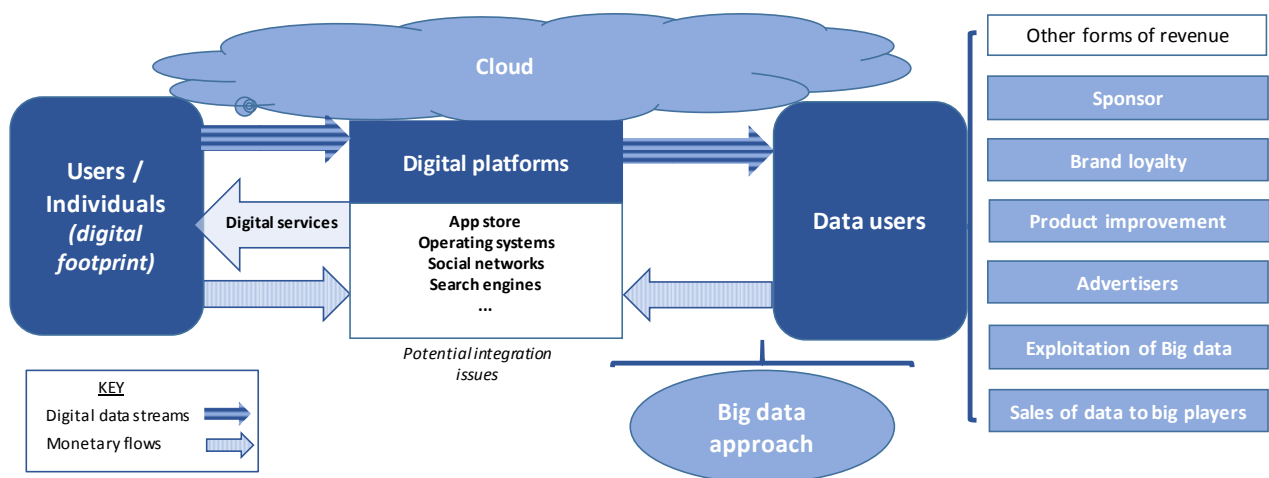 Cloud
Users /
Individuals
(digital
footprint)
Digital services
Digital platforms
App store
Operating systems
Social networks
Search engines
...
Potential integration
issues
Data users
Big data
approach
Other forms of revenue
Sponsor
Brand loyalty
Product improvement
Advertisers
Exploitation of Big data
Sales of data to big players
KEY
Digital data streams
Monetary flows